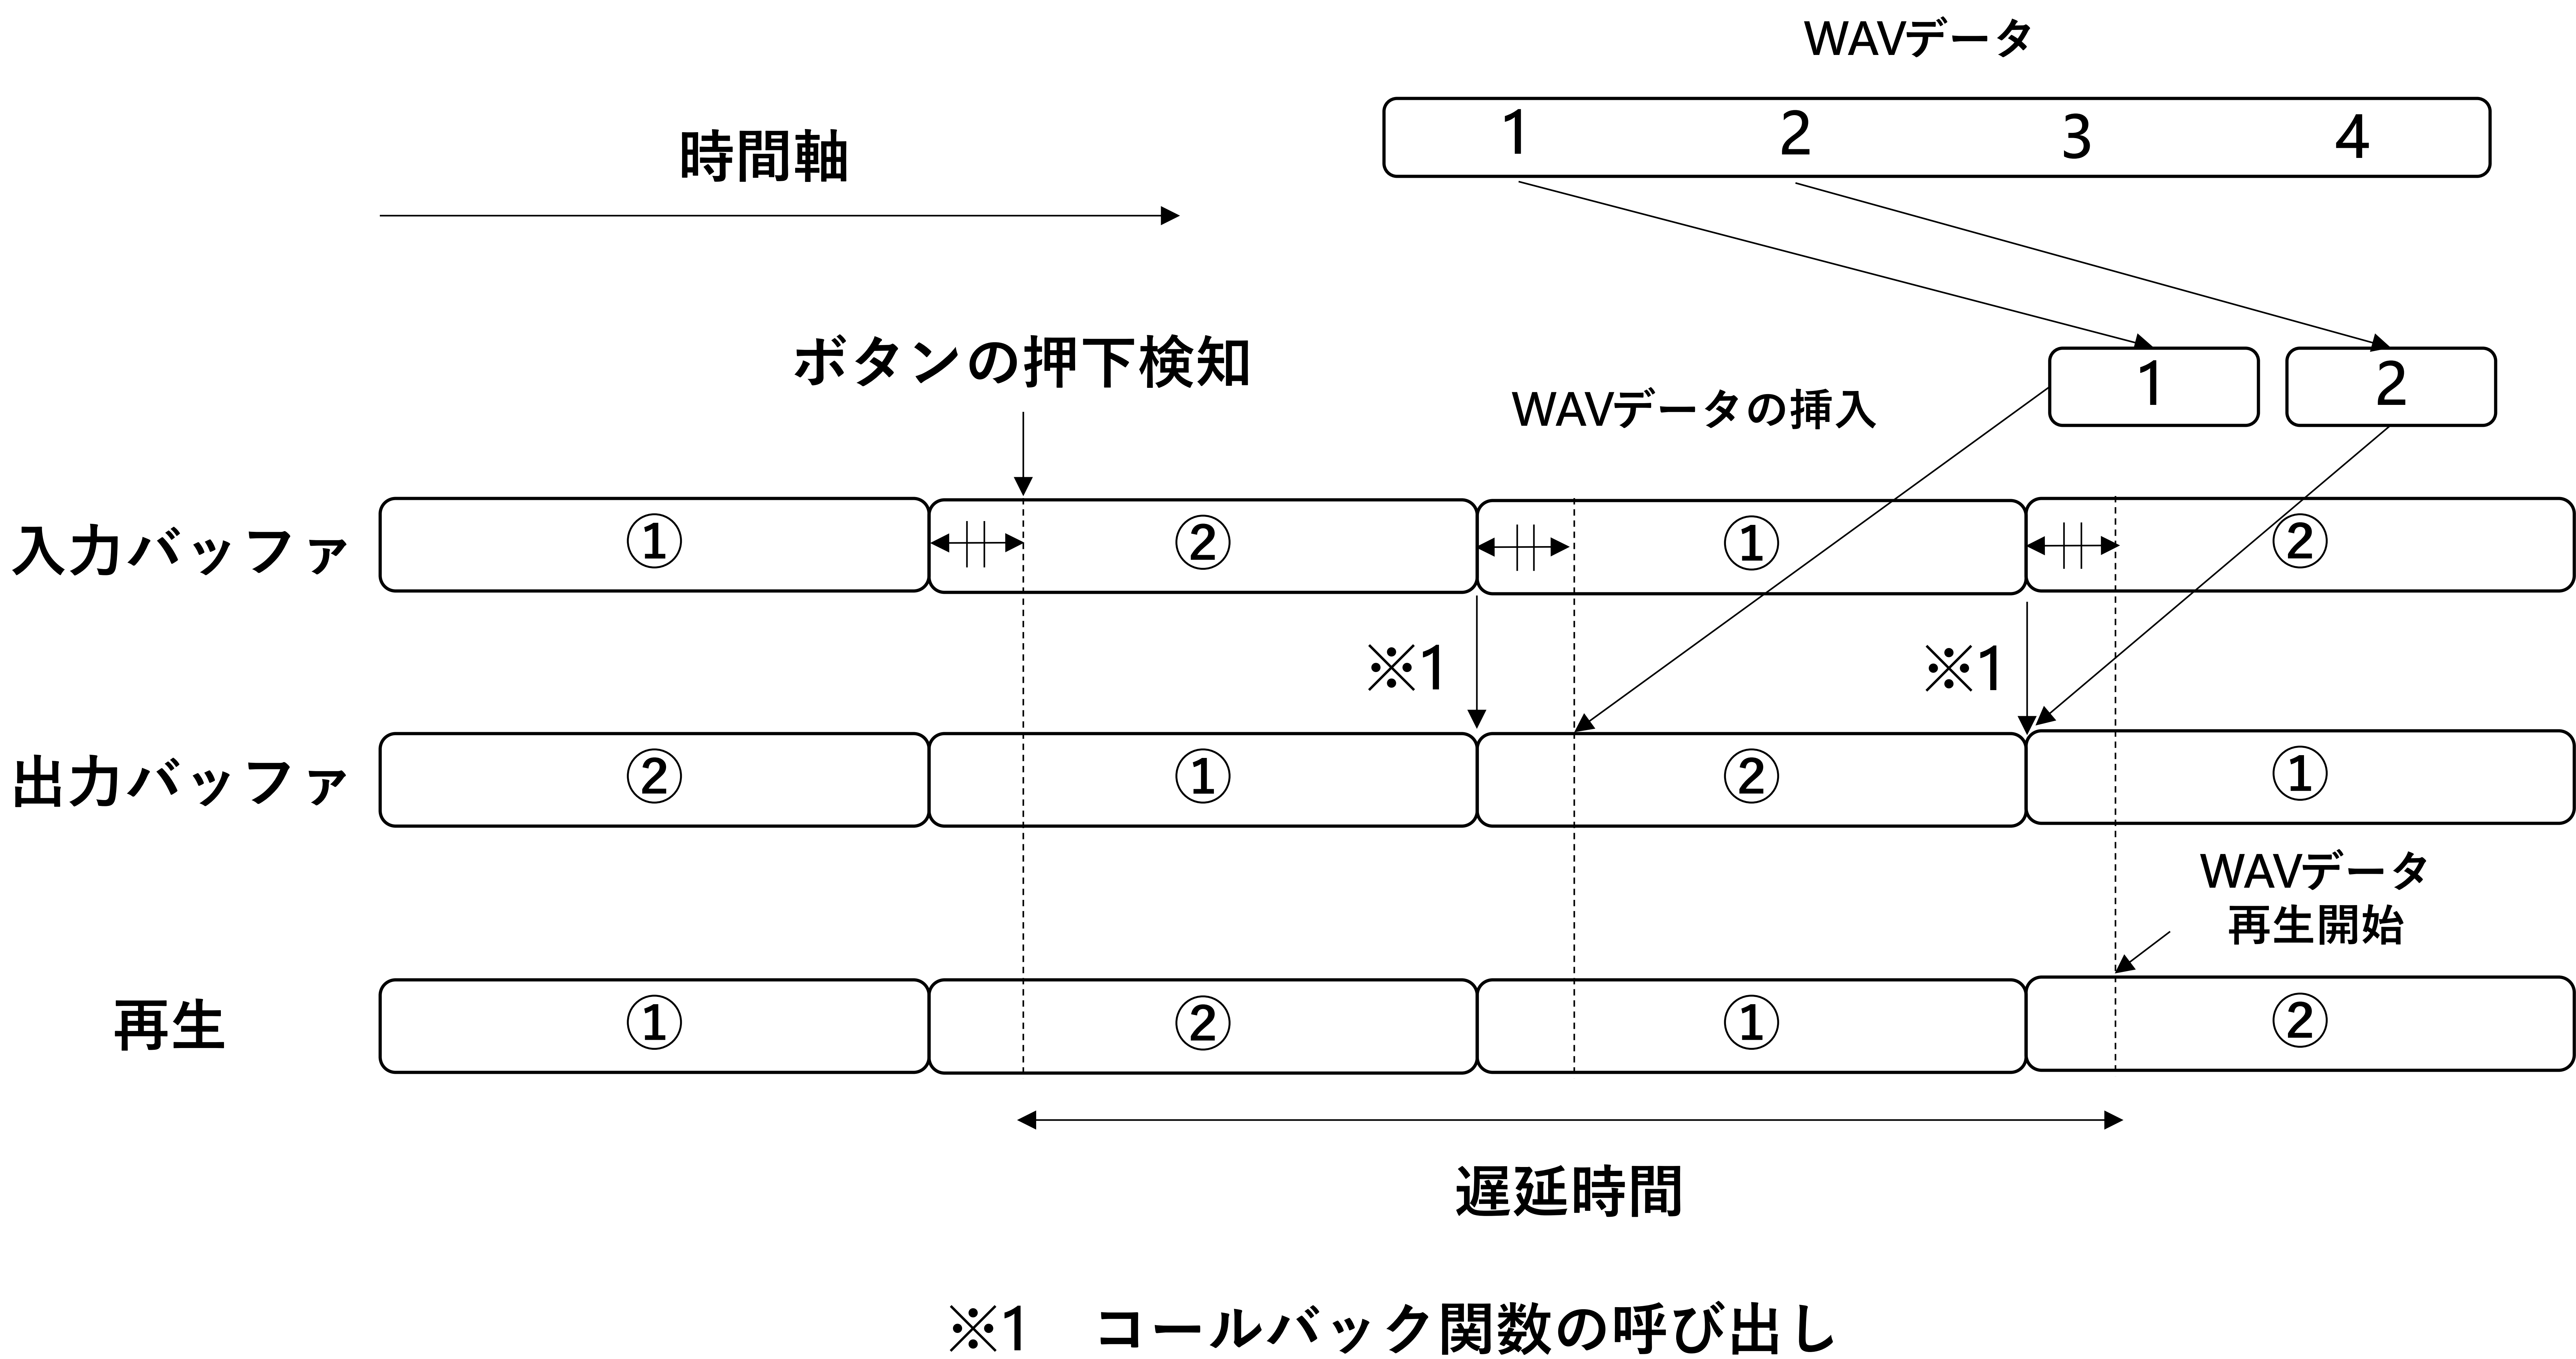 WAVデータ
1 2 3 4
時間軸
ボタンの押下検知
WAVデータの挿入
1 2
入力バッファ ① ② ① ②
※1 ※1
出力バッファ ② ① ② ①
WAVデータ
再生開始
再生 ① ② ① ②
遅延時間
※1 コールバック関数の呼び出し